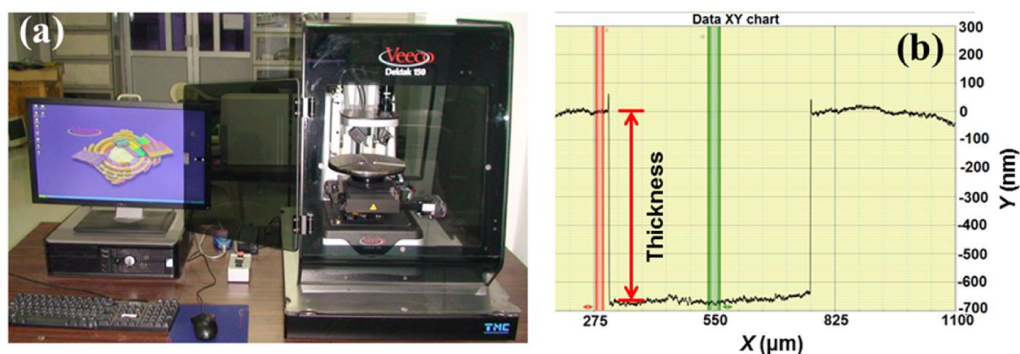 (a)
Veeco
Dektak 150
Veeco
TMC
Data XY chart
(b)
Thickness
300
200
100
0
-100
-200
-300
-400
-500
-600
-700
Y (nm)
275 550 825 1100
X (μm)